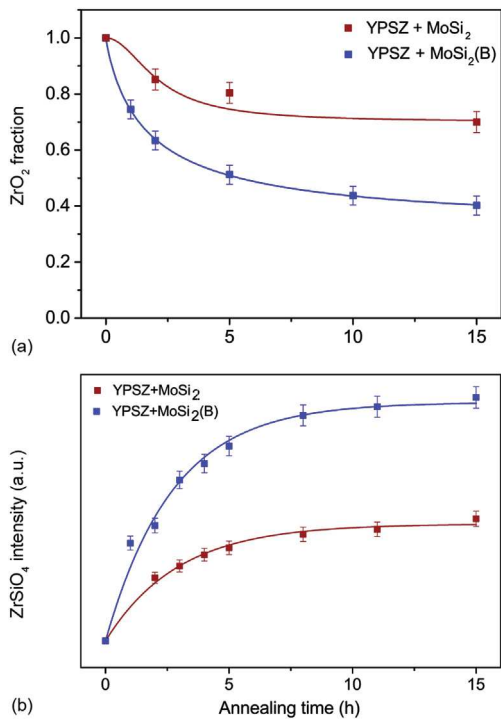 1.0
YPSZ + MoSi₂
YPSZ + MoSi₂(B)
0.8
ZrO₂ fraction
0.6
0.4
0.2
0.0
0 5 10 15
(a)
YPSZ+MoSi₂
YPSZ+MoSi₂(B)
ZrSiO₄ intensity (a.u.)
0 5 10 15
(b) Annealing time (h)